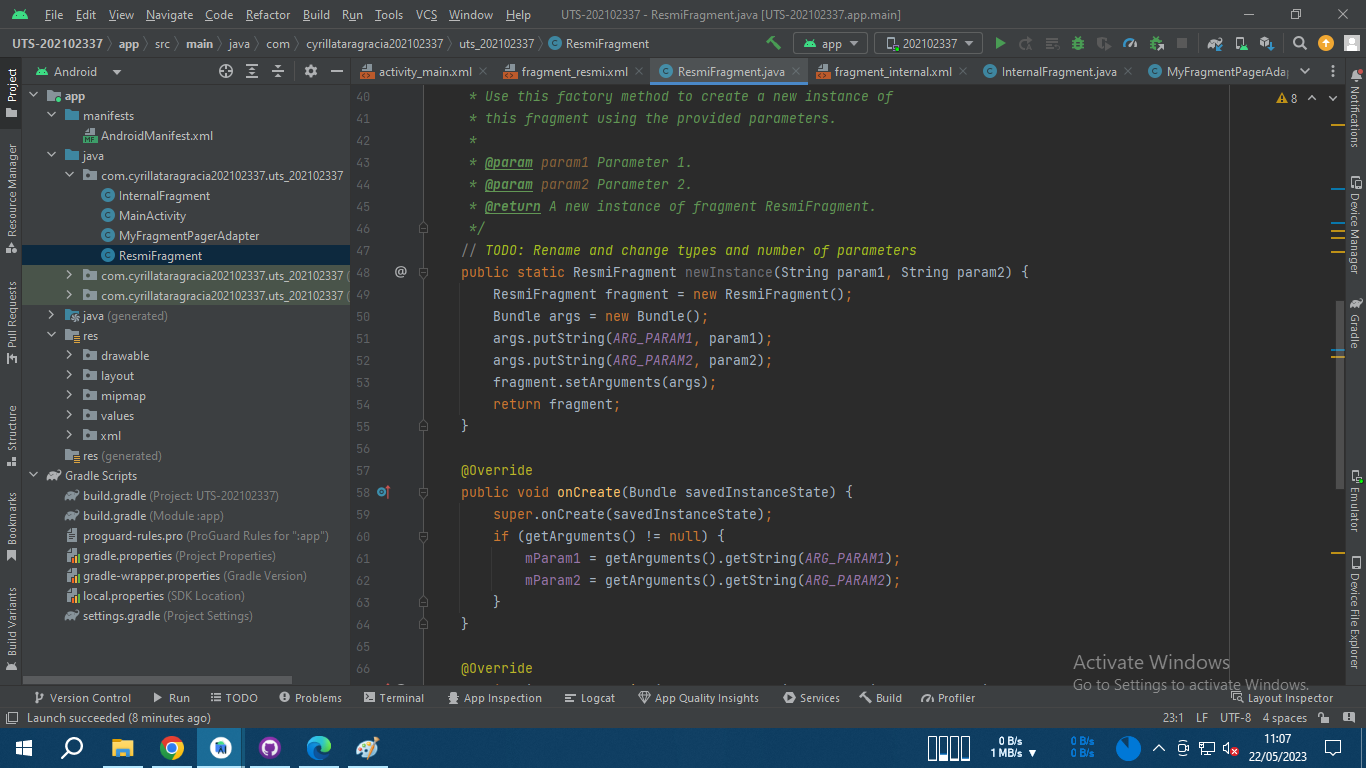 File Edit View Navigate Code Refactor Build Run Tools VCS Window Help UTS-202102337 - ResmiFragment.java [UTS-202102337.app.main]
UTS-202102337 app src main java com cyrillataragracia202102337 uts_202102337 ResmiFragment app 202102337
Project
Resource Manager
Pull Requests
Structure
Bookmarks
Build Variants
Android
app
manifests
AndroidManifest.xml
java
com.cyrillataragracia202102337.uts_202102337
InternalFragment
MainActivity
MyFragmentPagerAdapter
ResmiFragment
com.cyrillataragracia202102337.uts_202102337 (
com.cyrillataragracia202102337.uts_202102337 (
java (generated)
res
drawable
layout
mipmap
values
xml
res (generated)
Gradle Scripts
build.gradle (Project: UTS-202102337)
build.gradle (Module :app)
proguard-rules.pro (ProGuard Rules for ":app")
gradle.properties (Project Properties)
gradle-wrapper.properties (Gradle Version)
local.properties (SDK Location)
settings.gradle (Project Settings)
activity_main.xml fragment_resmi.xml ResmiFragment.java fragment_internal.xml InternalFragment.java MyFragmentPagerAda
8
40 * Use this factory method to create a new instance of
41 * this fragment using the provided parameters.
42 *
43 * @param param1 Parameter 1.
44 * @param param2 Parameter 2.
45 * @return A new instance of fragment ResmiFragment.
46 */
47 // TODO: Rename and change types and number of parameters
48 @ public static ResmiFragment newInstance(String param1, String param2) {
49 ResmiFragment fragment = new ResmiFragment();
50 Bundle args = new Bundle();
51 args.putString(ARG_PARAM1, param1);
52 args.putString(ARG_PARAM2, param2);
53 fragment.setArguments(args);
54 return fragment;
55 }
56
57 @Override
58 public void onCreate(Bundle savedInstanceState) {
59 super.onCreate(savedInstanceState);
60 if (getArguments() != null) {
61 mParam1 = getArguments().getString(ARG_PARAM1);
62 mParam2 = getArguments().getString(ARG_PARAM2);
63 }
64 }
65
66 @Override
Notifications
Device Manager
Gradle
Emulator
Device File Explorer
Activate Windows
Go to Settings to activate Windows.
Version Control Run TODO Problems Terminal App Inspection Logcat App Quality Insights Services Build Profiler Layout Inspector
Launch succeeded (8 minutes ago) 23:1 LF UTF-8 4 spaces
0 B/s 0 B/s 11:07
1 MB/s 0 B/s 22/05/2023